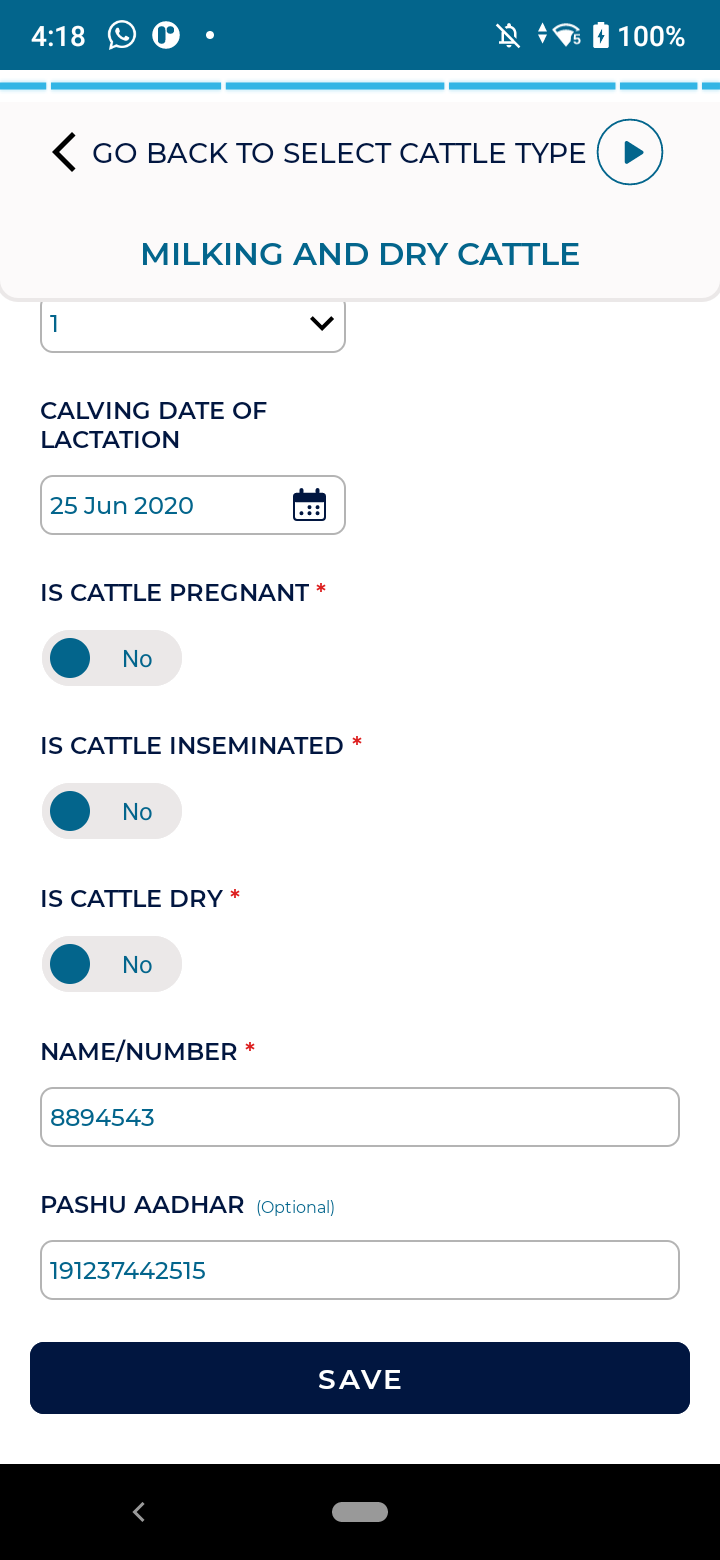 4:18
100%
GO BACK TO SELECT CATTLE TYPE
MILKING AND DRY CATTLE
1
CALVING DATE OF
LACTATION
25 Jun 2020
IS CATTLE PREGNANT *
No
IS CATTLE INSEMINATED *
No
IS CATTLE DRY *
No
NAME/NUMBER *
8894543
PASHU AADHAR (Optional)
191237442515
SAVE